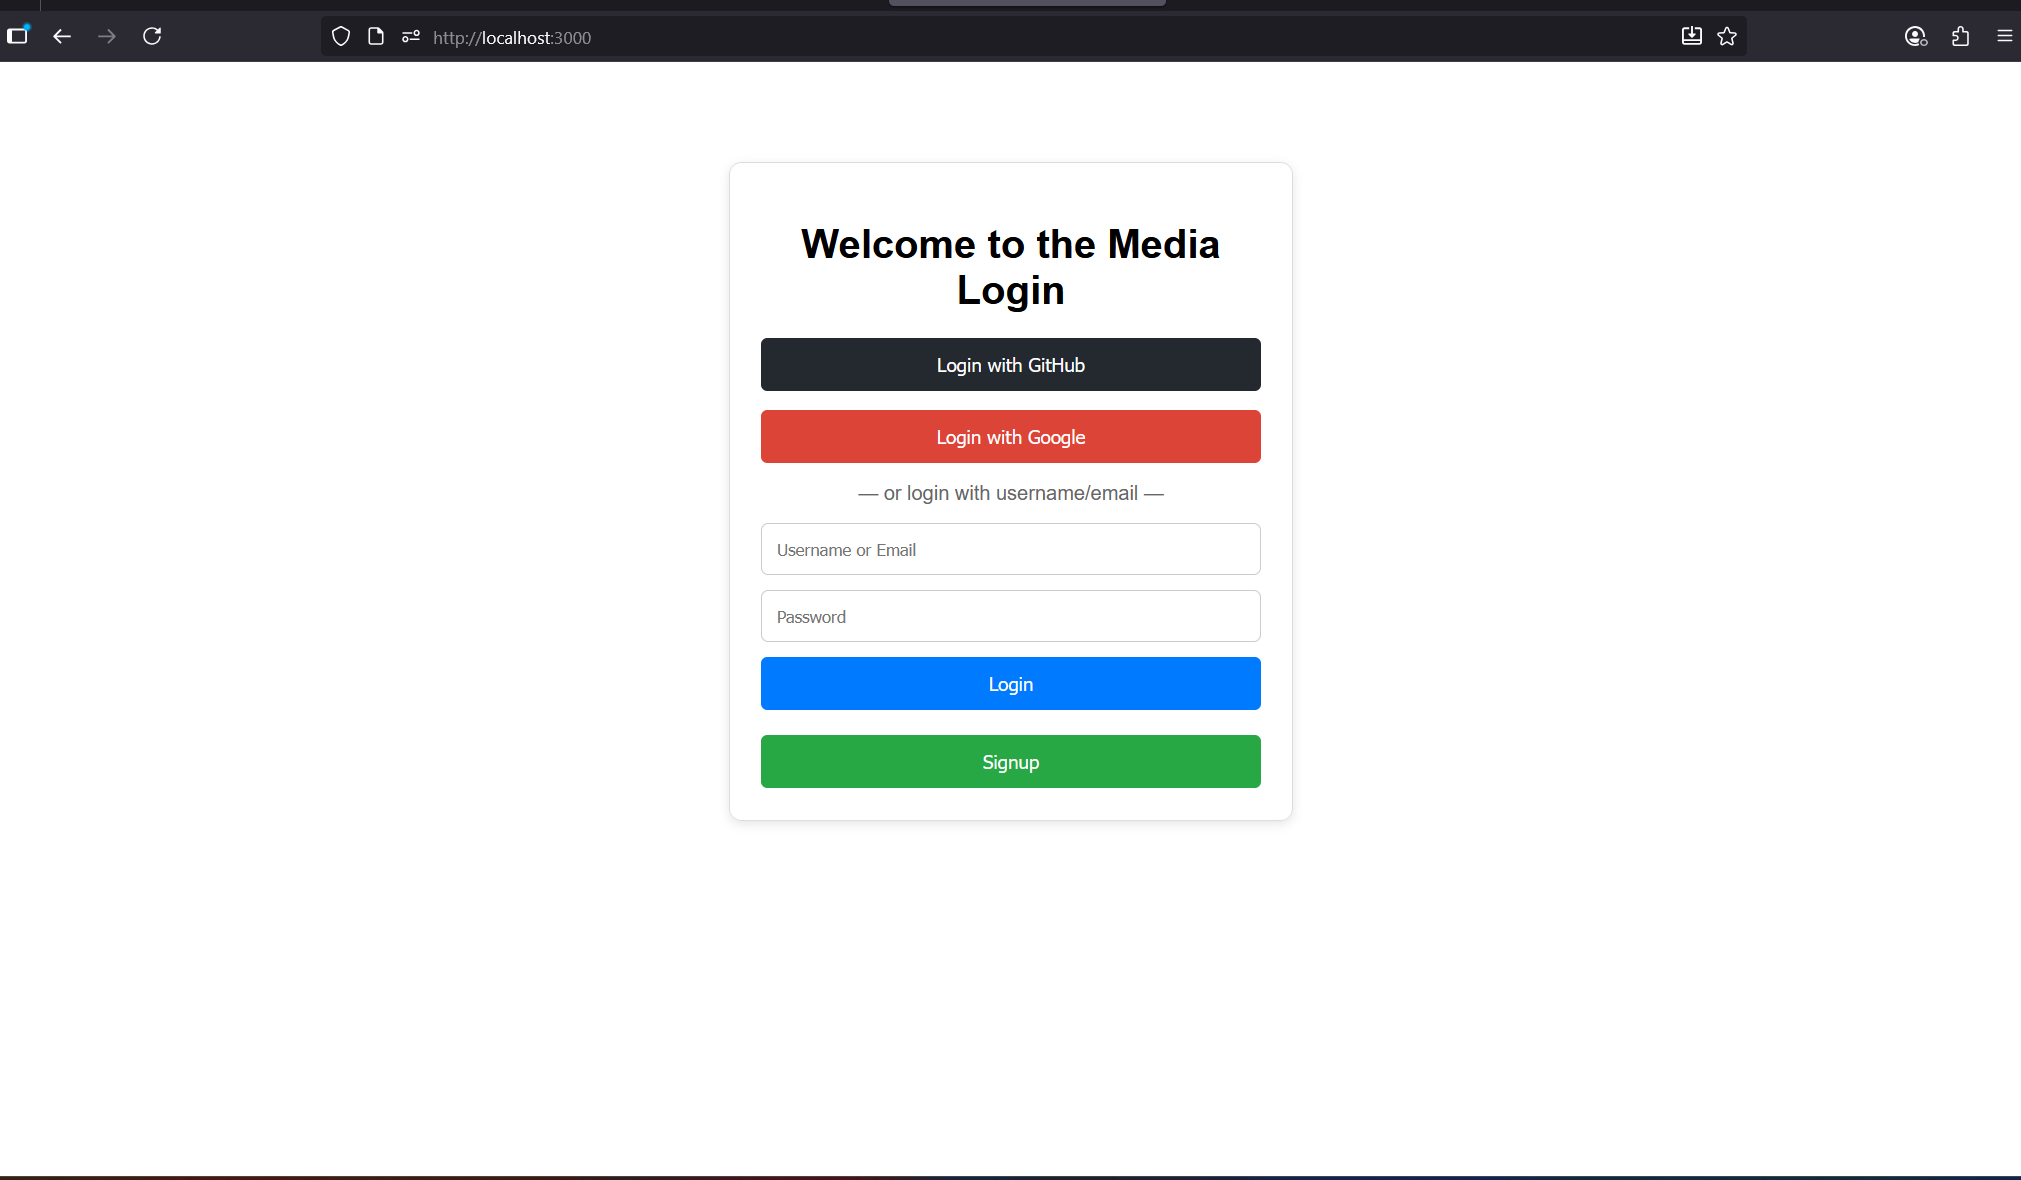 http://localhost:3000
Welcome to the Media
Login
Login with GitHub
Login with Google
— or login with username/email —
Username or Email
Password
Login
Signup